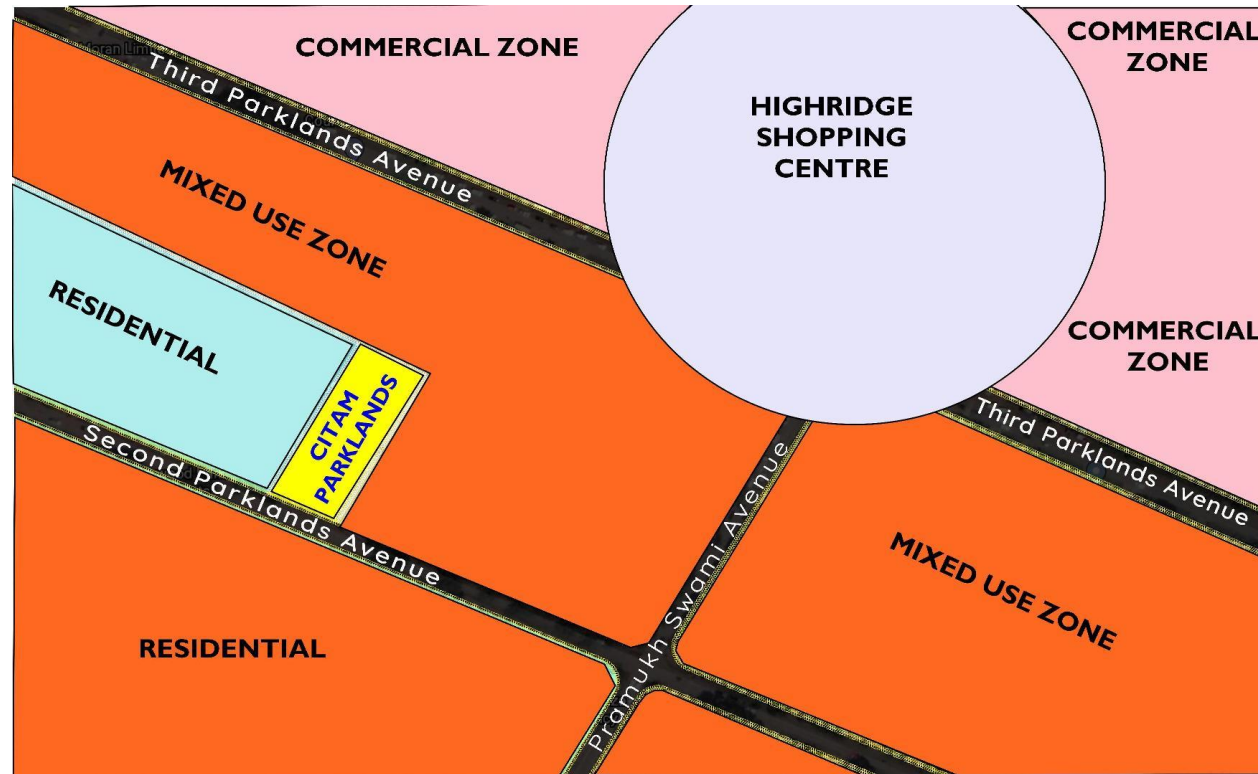 COMMERCIAL ZONE
COMMERCIAL
ZONE
Third Parklands Avenue
HIGHRIDGE
SHOPPING
CENTRE
MIXED USE ZONE
RESIDENTIAL
COMMERCIAL
ZONE
CITAM
PARKLANDS
Third Parklands Avenue
Second Parklands Avenue
Pramukh Swami Avenue
MIXED USE ZONE
RESIDENTIAL